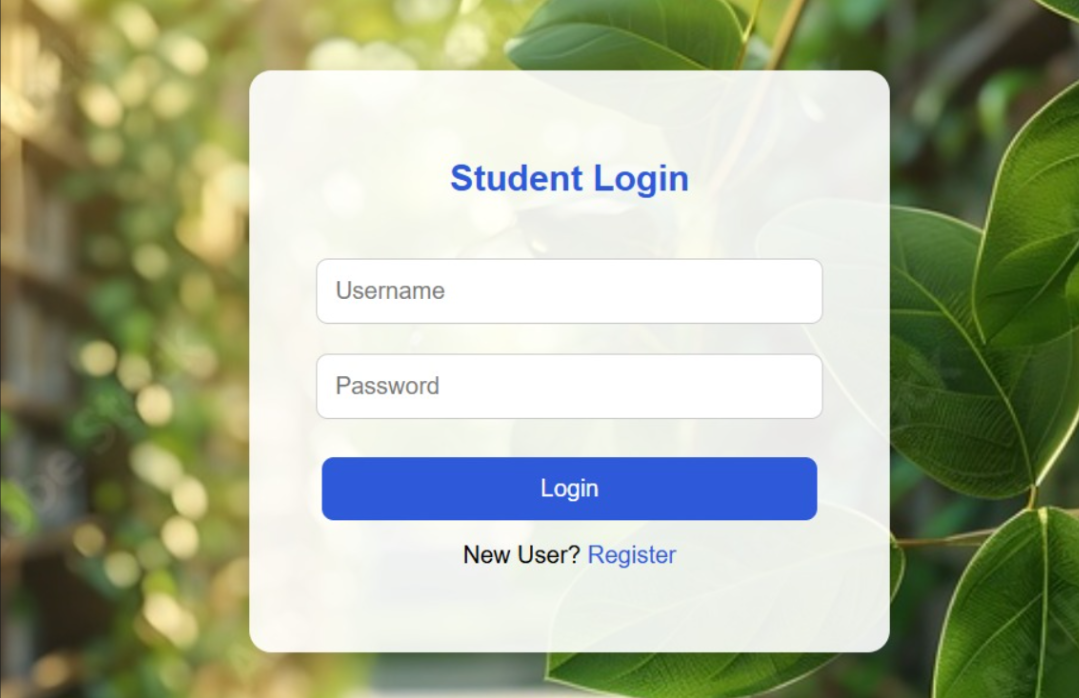 Student Login
Username
Password
Login
New User? Register